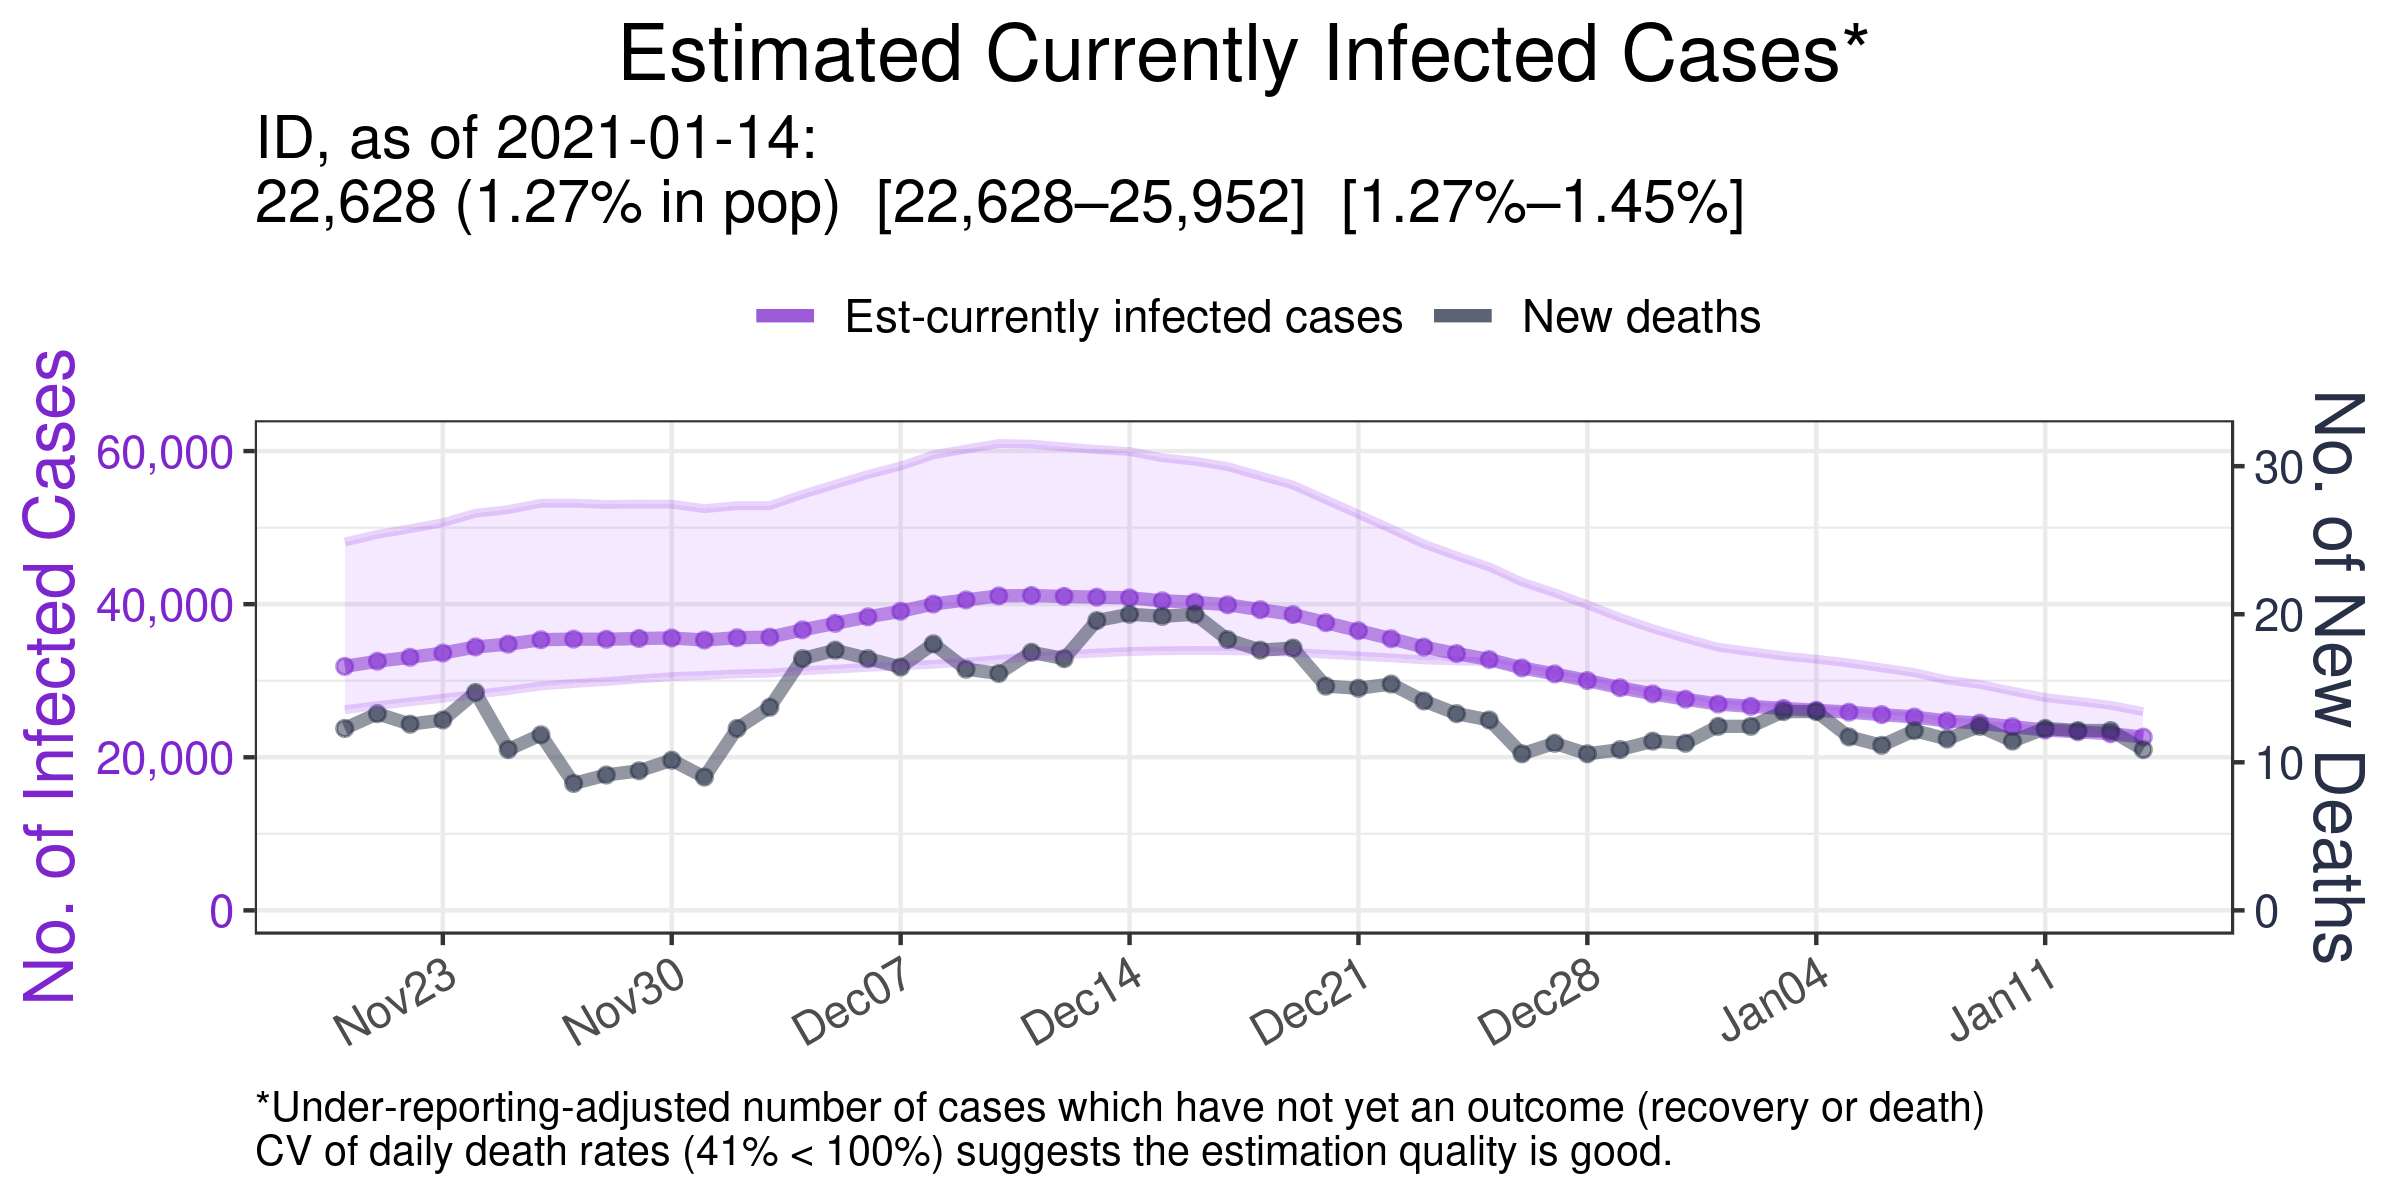 Estimated Currently Infected Cases*
ID, as of 2021-01-14:
22,628 (1.27% in pop)  [22,628–25,952]  [1.27%–1.45%]
Est-currently infected cases
New deaths
No. of Infected Cases
60,000
40,000
20,000
0
No. of New Deaths
30
20
10
0
Nov23
Nov30
Dec07
Dec14
Dec21
Dec28
Jan04
Jan11
*Under-reporting-adjusted number of cases which have not yet an outcome (recovery or death)
CV of daily death rates (41% < 100%) suggests the estimation quality is good.